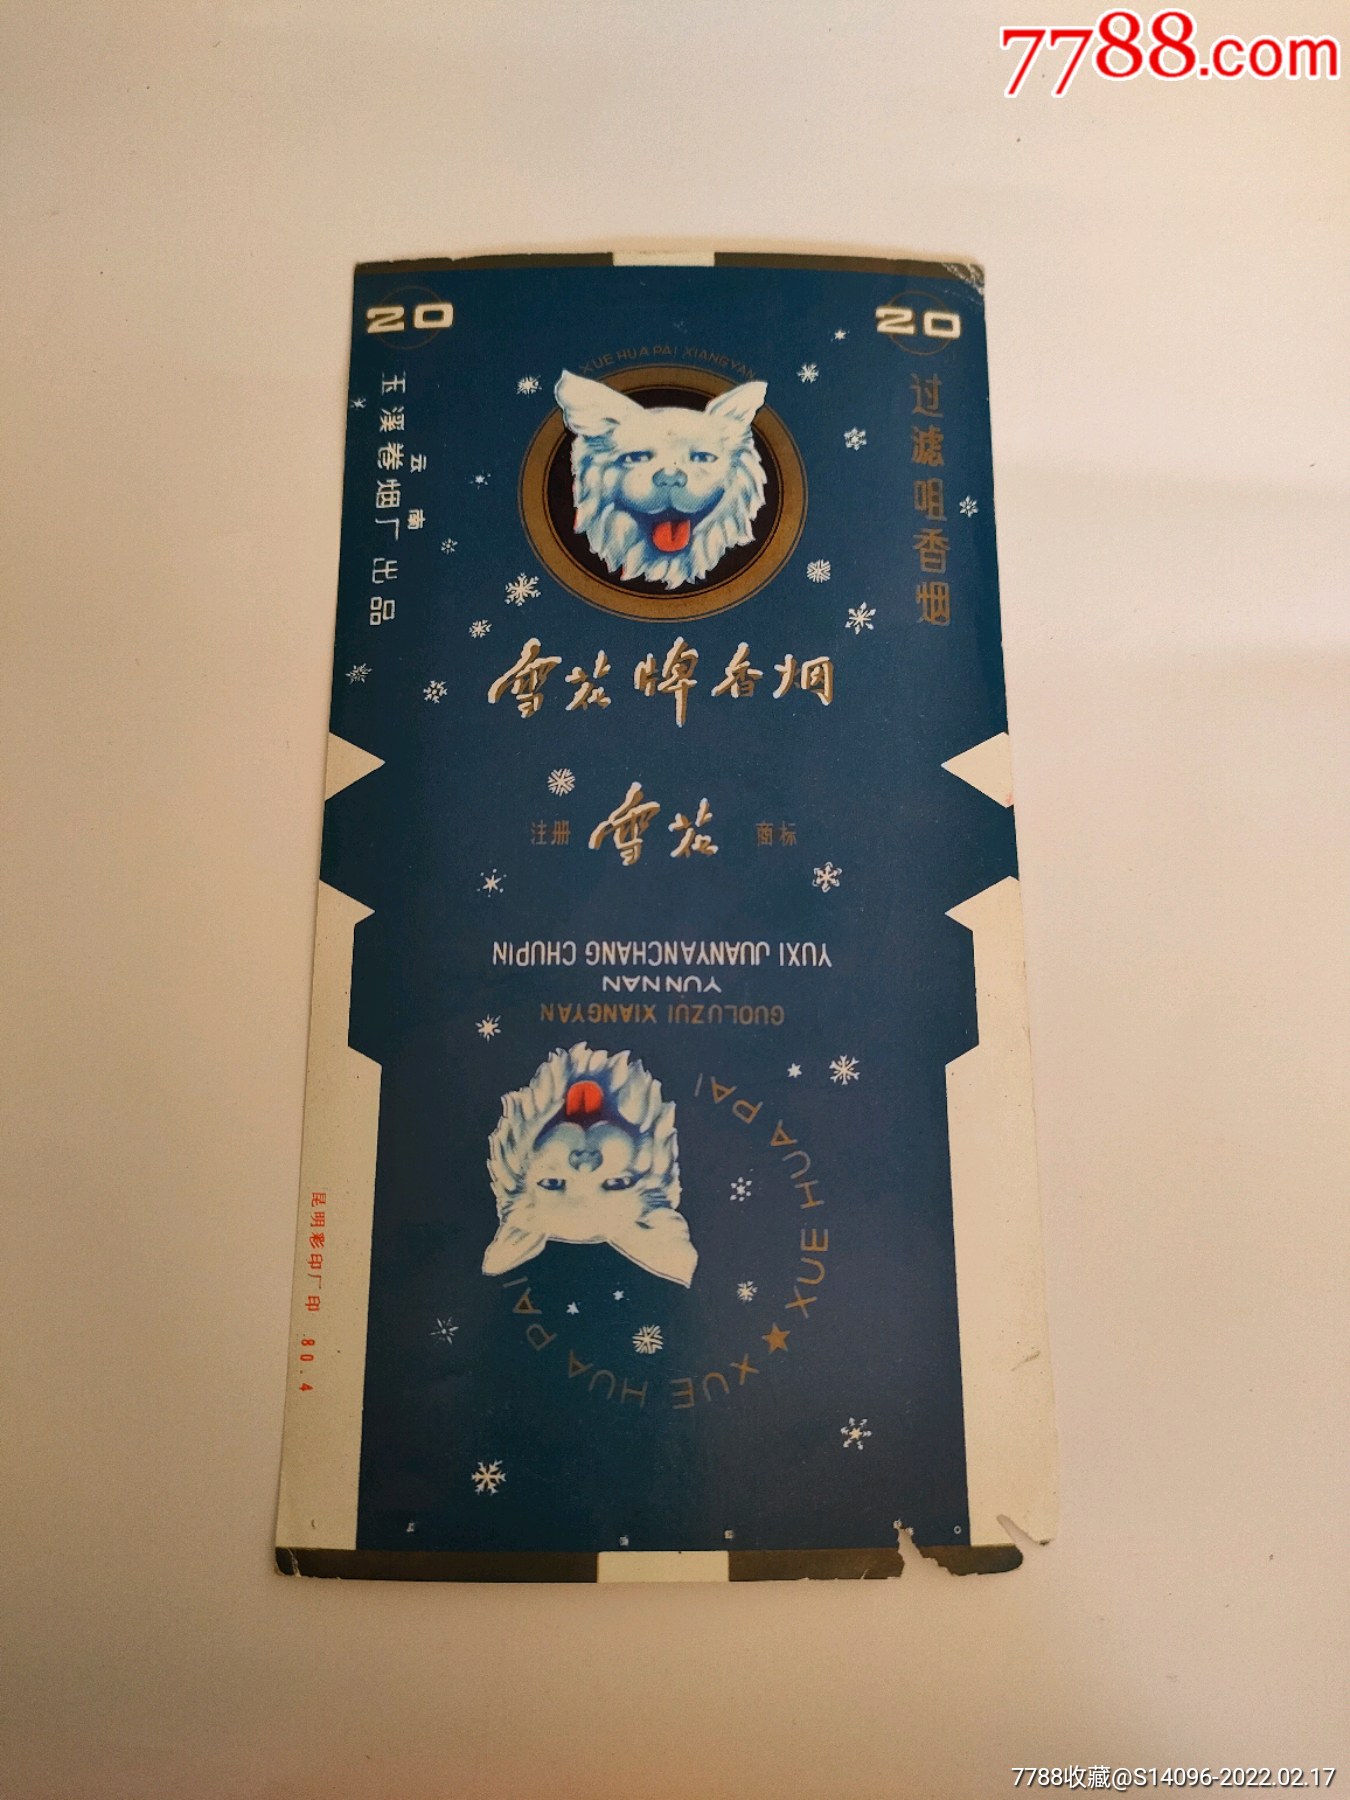 7788.com
20
20
XUE HUA PAI XIANGYAN
云南
玉溪卷烟厂出品
过滤咀香烟
雪花牌香烟
注册 雪花 商标
YUXI JUANYANCHANG CHUPIN
YUNNAN
GUOLUZUI XIANGYAN
XUE HUA PAI ★ XUE HUA PAI
昆明彩印厂印 80.4
7788收藏@S14096-2022.02.17